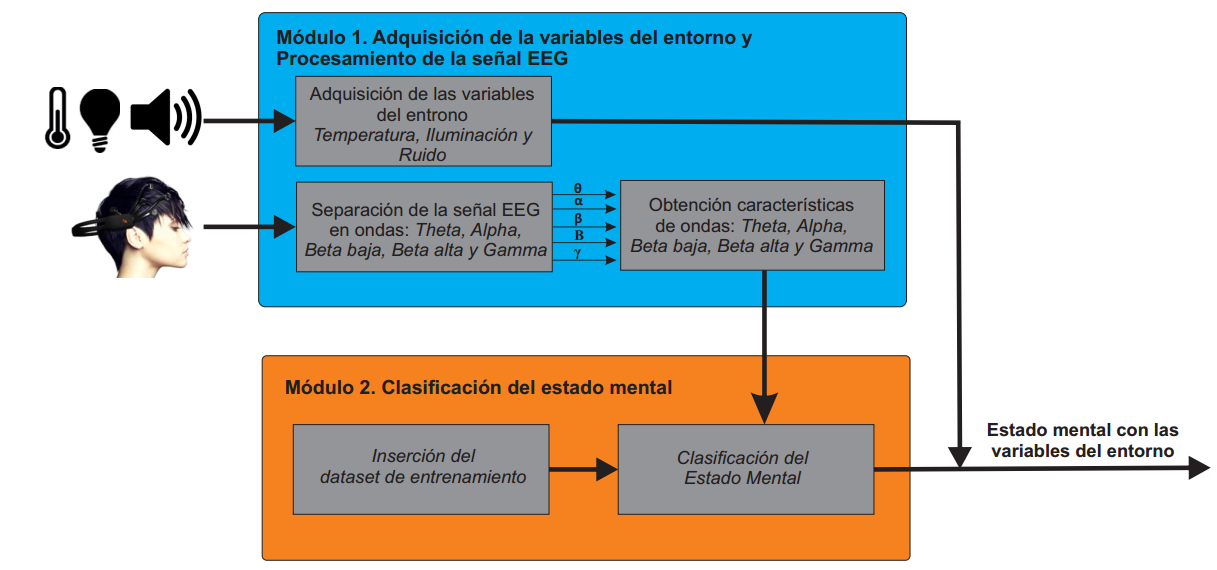 Módulo 1. Adquisición de la variables del entorno y
Procesamiento de la señal EEG
Adquisición de las variables
del entrono
Temperatura, Iluminación y
Ruido
Separación de la señal EEG
en ondas: Theta, Alpha,
Beta baja, Beta alta y Gamma
θ
α
β
B
γ
Obtención características
de ondas: Theta, Alpha,
Beta baja, Beta alta y Gamma
Módulo 2. Clasificación del estado mental
Inserción del
dataset de entrenamiento
Clasificación del
Estado Mental
Estado mental con las
variables del entorno